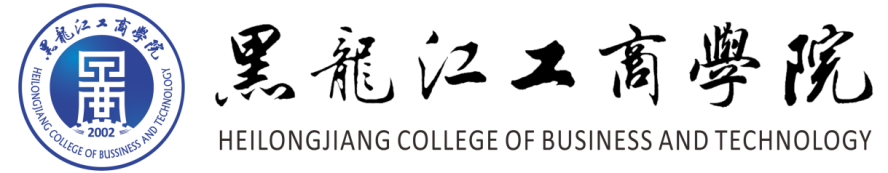 黑龍江工商學院
HEILONGJIANG COLLEGE OF BUSSINESS AND TECHNOLOGY
2002
黑龍江工商學院
HEILONGJIANG COLLEGE OF BUSINESS AND TECHNOLOGY